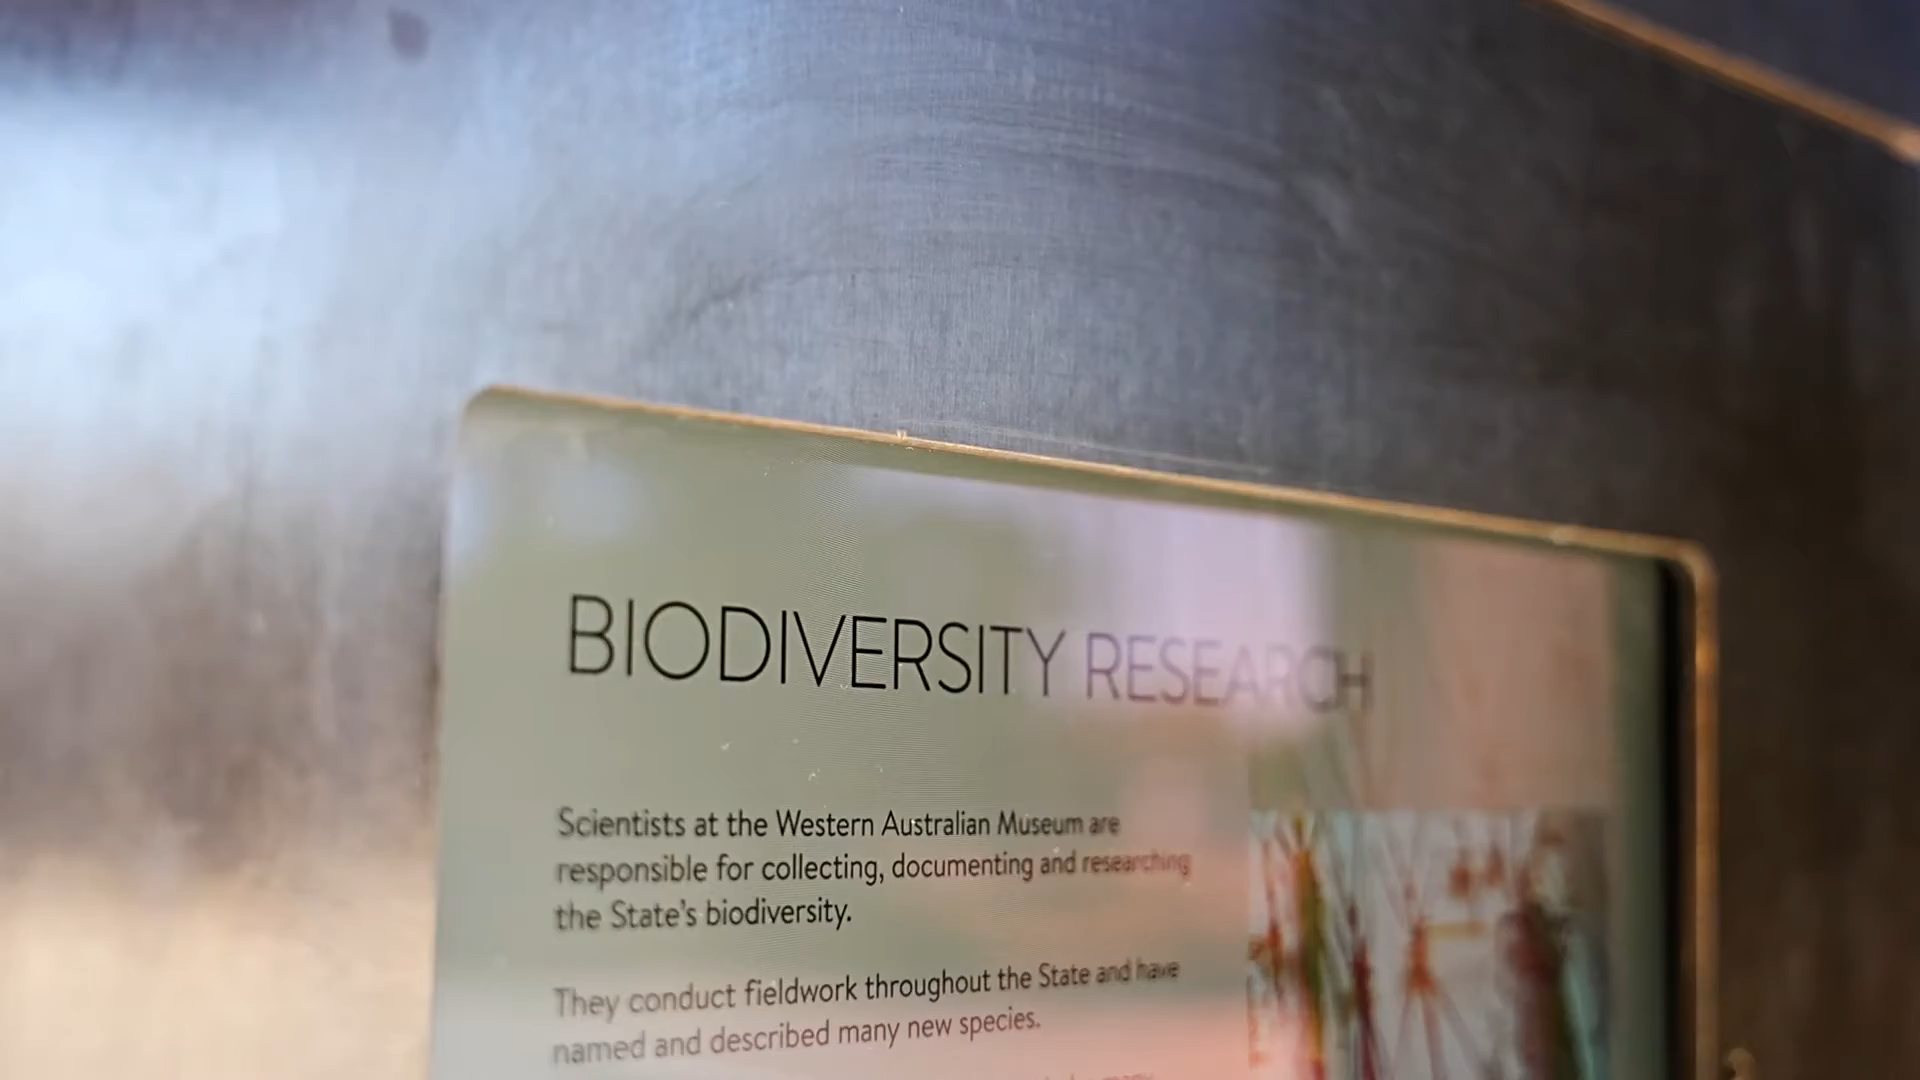 BIODIVERSITY RESEARCH
Scientists at the Western Australian Museum are
responsible for collecting, documenting and researching
the State's biodiversity.
They conduct fieldwork throughout the State and have
named and described many new species.